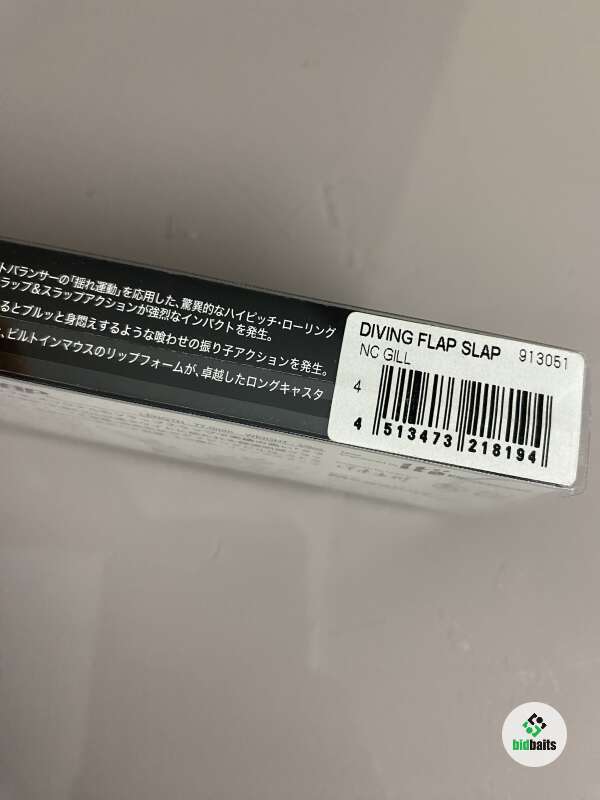 トバランサーの「揺れ運動」を応用した、驚異的なハイピッチ・ローリング
ラップ&スラップアクションが強烈なインパクトを発生。
るとブルッと身悶えするような喰わせの振り子アクションを発生。
、ビルトインマウスのリップフォームが、卓越したロングキャスタ
DIVING FLAP SLAP 913051
NC GILL
4
4 513473 218194
bidbaits